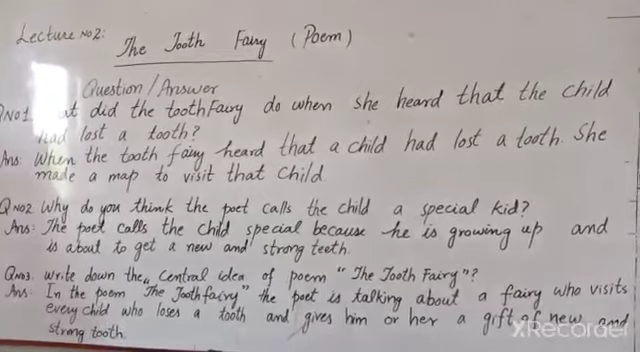 Lecture No2: The Tooth Fairy (Poem)
Question/Answer
QNO1 at did the toothFairy do when she heard that the child
had lost a tooth?
Ans: When the tooth fairy heard that a child had lost a tooth. She
made a map to visit that child.
QNO2 Why do you think the poet calls the child a special kid?
Ans: The poet calls the child special because he is growing up and
is about to get a new and strong teeth.
QNO3. Write down the central idea of poem "The Tooth Fairy"?
Ans: In the poem "The Toothfairy" the poet is talking about a fairy who visits
every child who loses a tooth and gives him or her a gift of new and
strong tooth.
XRecorder